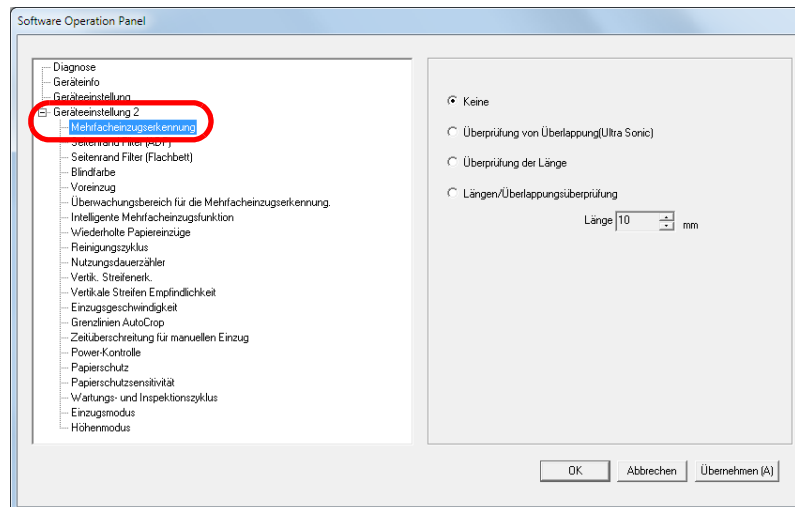 Software Operation Panel
Diagnose
Geräteinfo
Geräteeinstellung
Geräteeinstellung 2
Mehrfacheinzugserkennung
Seitenrand Filter (ADF)
Seitenrand Filter (Flachbett)
Blindfarbe
Voreinzug
Überwachungsbereich für die Mehrfacheinzugserkennung.
Intelligente Mehrfacheinzugsfunktion
Wiederholte Papiereinzüge
Reinigungszyklus
Nutzungsdauerzähler
Vertik. Streifenerk.
Vertikale Streifen Empfindlichkeit
Einzugsgeschwindigkeit
Grenzlinien AutoCrop
Zeitüberschreitung für manuellen Einzug
Power-Kontrolle
Papierschutz
Papierschutzsensitivität
Wartungs- und Inspektionszyklus
Einzugsmodus
Höhenmodus
Keine
Überprüfung von Überlappung(Ultra Sonic)
Überprüfung der Länge
Längen/Überlappungsüberprüfung
Länge 10 mm
OK Abbrechen Übernehmen (A)